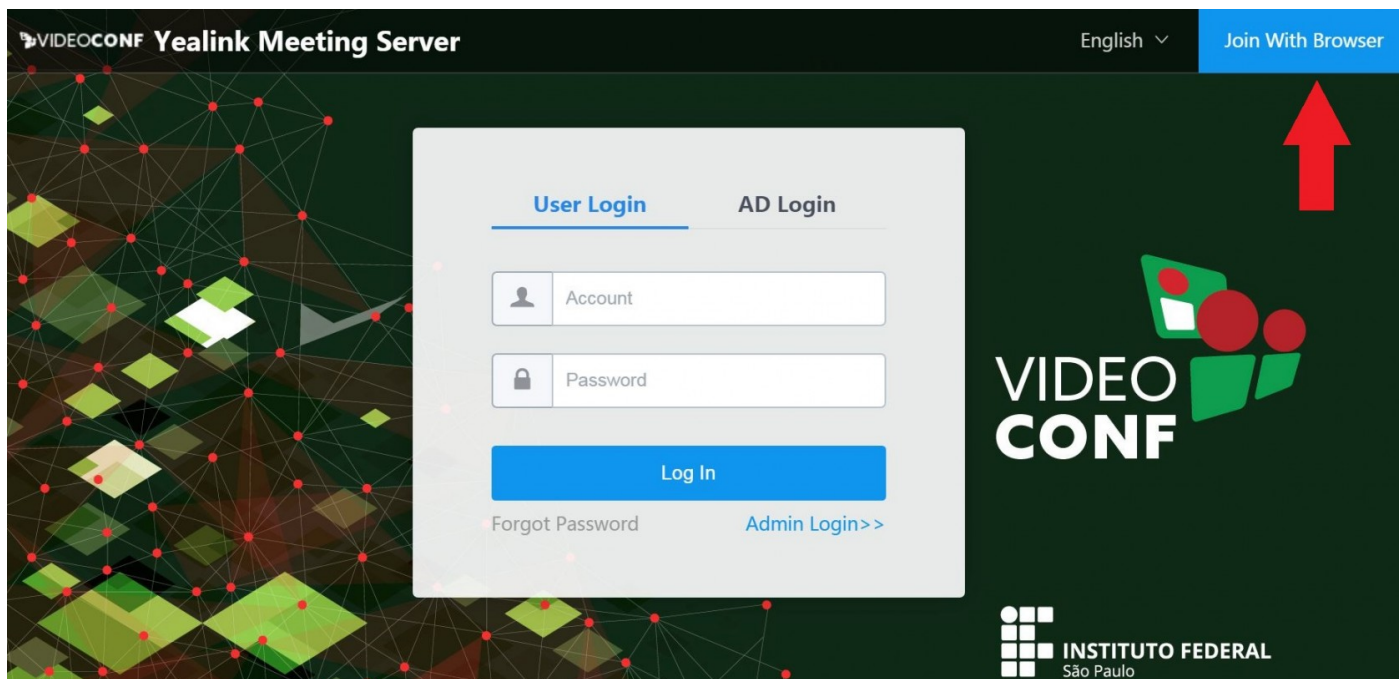 VIDEOCONF Yealink Meeting Server
English
Join With Browser
User Login
AD Login
Account
Password
Log In
Forgot Password
Admin Login>>
VIDEO
CONF
INSTITUTO FEDERAL
São Paulo